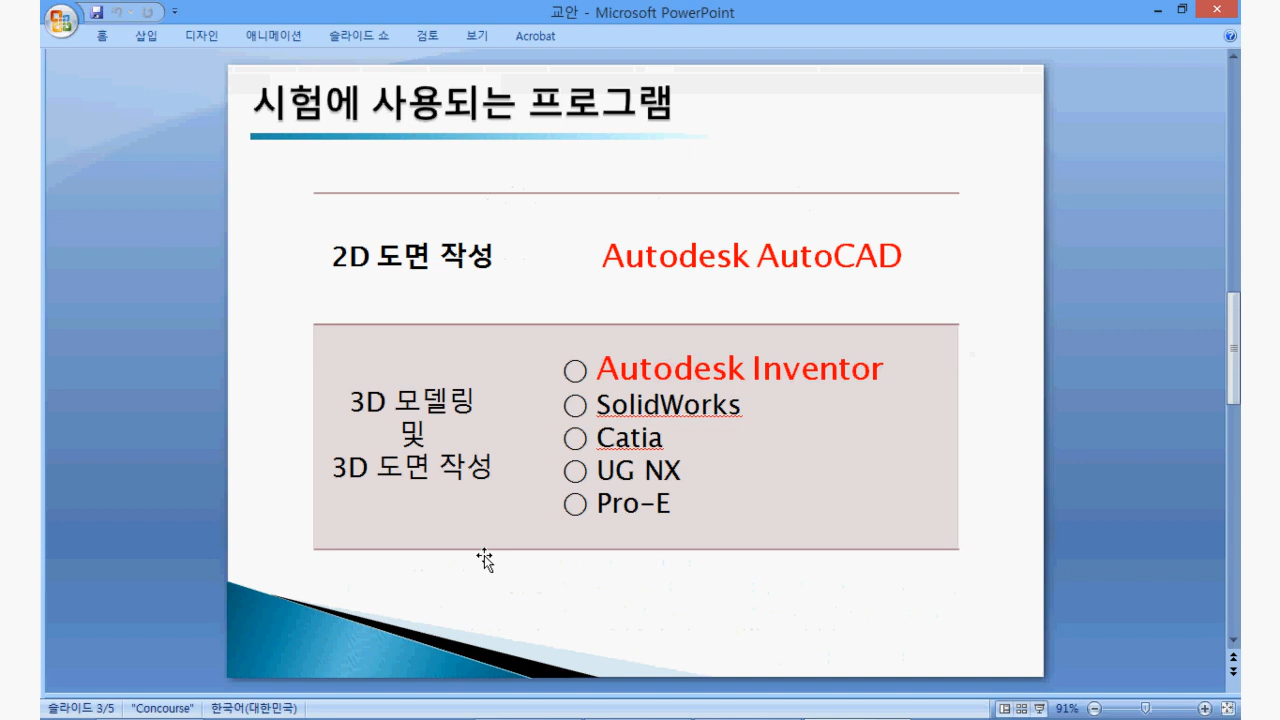 교안 - Microsoft PowerPoint
홈 삽입 디자인 애니메이션 슬라이드 쇼 검토 보기 Acrobat
시험에 사용되는 프로그램
2D 도면 작성 Autodesk AutoCAD
3D 모델링
및
3D 도면 작성
○ Autodesk Inventor
○ SolidWorks
○ Catia
○ UG NX
○ Pro-E
슬라이드 3/5 "Concourse" 한국어(대한민국) 91%